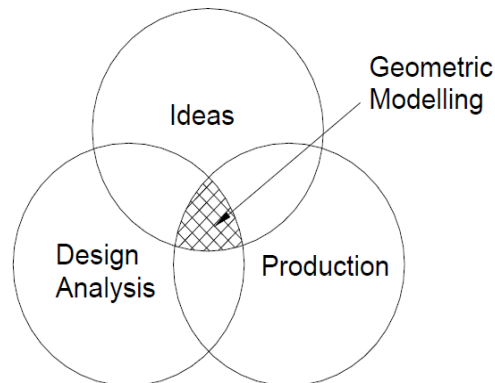 Geometric
Modelling
Ideas
Design
Analysis
Production